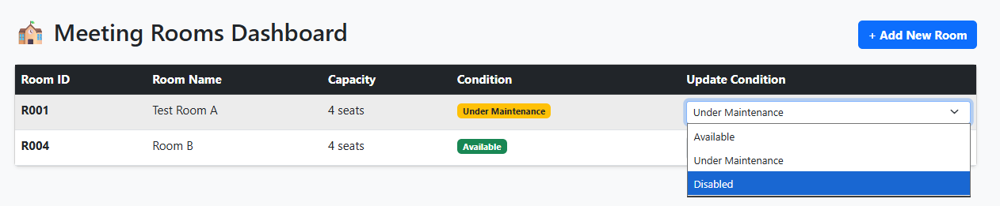 Meeting Rooms Dashboard
+ Add New Room
Room ID Room Name Capacity Condition Update Condition
R001 Test Room A 4 seats Under Maintenance Under Maintenance
Available
R004 Room B 4 seats Available
Under Maintenance
Disabled